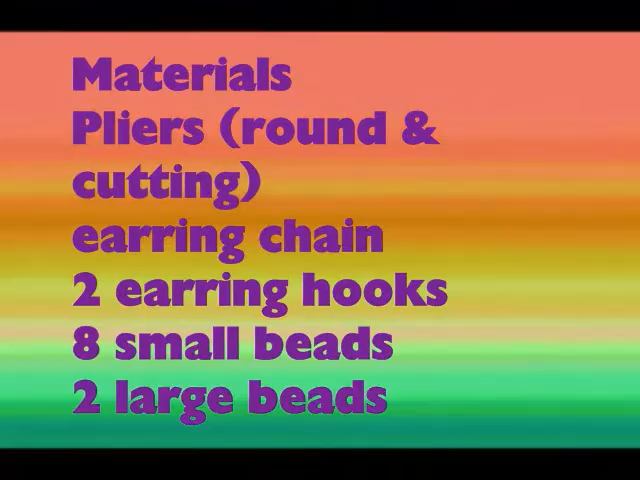 Materials
Pliers (round &
cutting)
earring chain
2 earring hooks
8 small beads
2 large beads